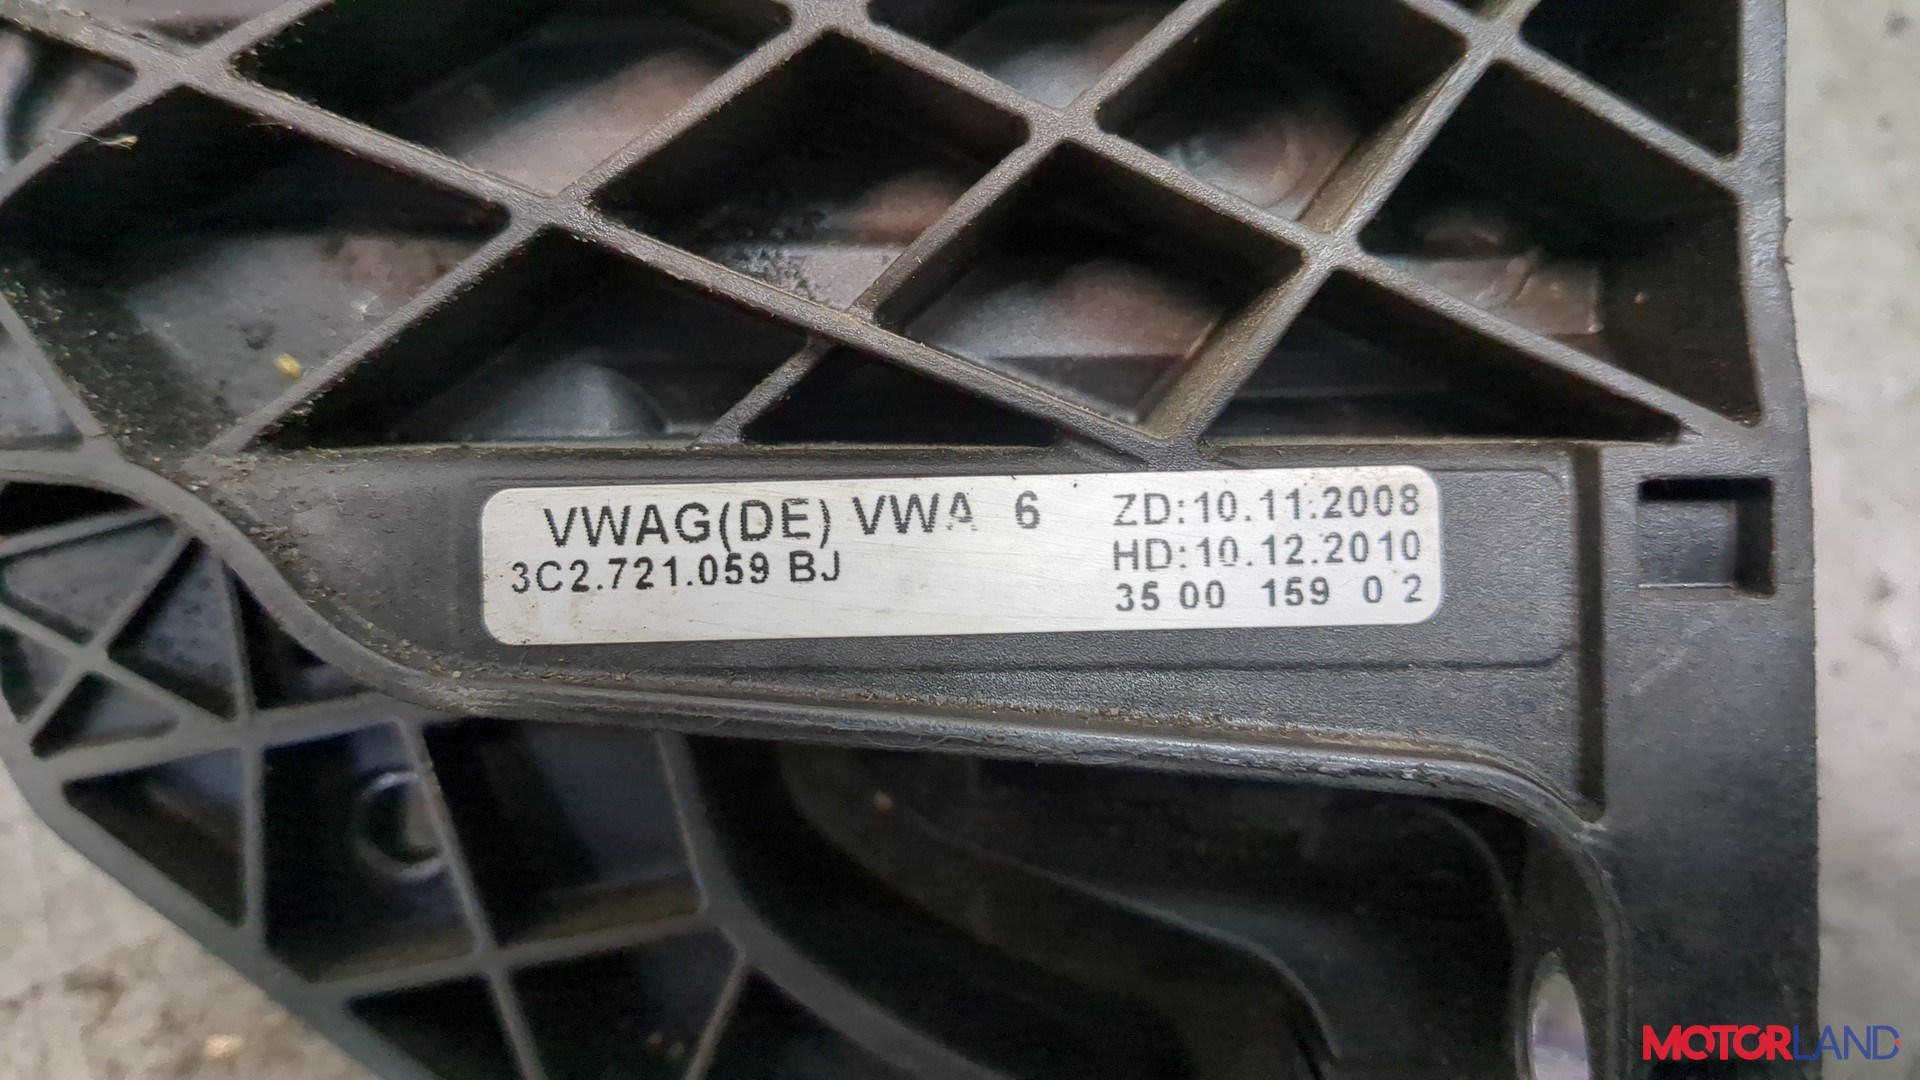 VWAG(DE) VWA 6
3C2.721.059 BJ
ZD:10.11.2008
HD:10.12.2010
35 00 159 0 2
MOTORLAND